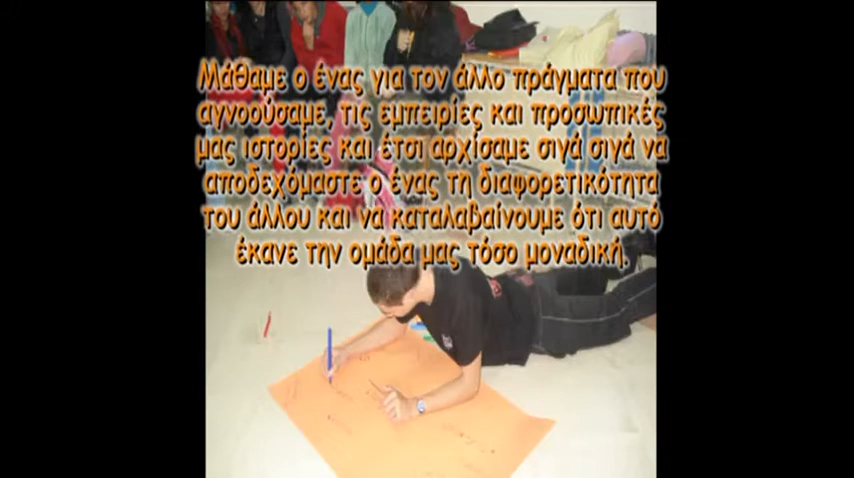 Μάθαμε ο ένας για τον άλλο πράγματα που
αγνοούσαμε, τις εμπειρίες και προσωπικές
μας ιστορίες και έτσι αρχίσαμε σιγά σιγά να
αποδεχόμαστε ο ένας τη διαφορετικότητα
του άλλου και να καταλαβαίνουμε ότι αυτό
έκανε την ομάδα μας τόσο μοναδική.